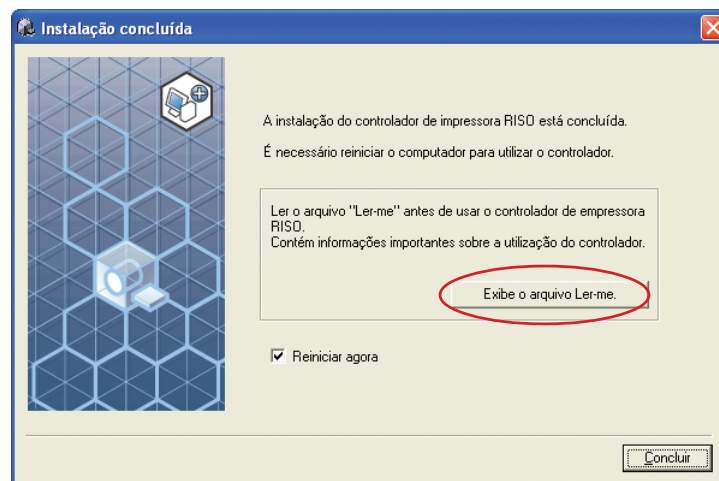 Instalação concluída
A instalação do controlador de impressora RISO está concluída.
É necessário reiniciar o computador para utilizar o controlador.
Ler o arquivo "Ler-me" antes de usar o controlador de empressora
RISO.
Contém informações importantes sobre a utilização do controlador.
Exibe o arquivo Ler-me.
Reiniciar agora
Concluir